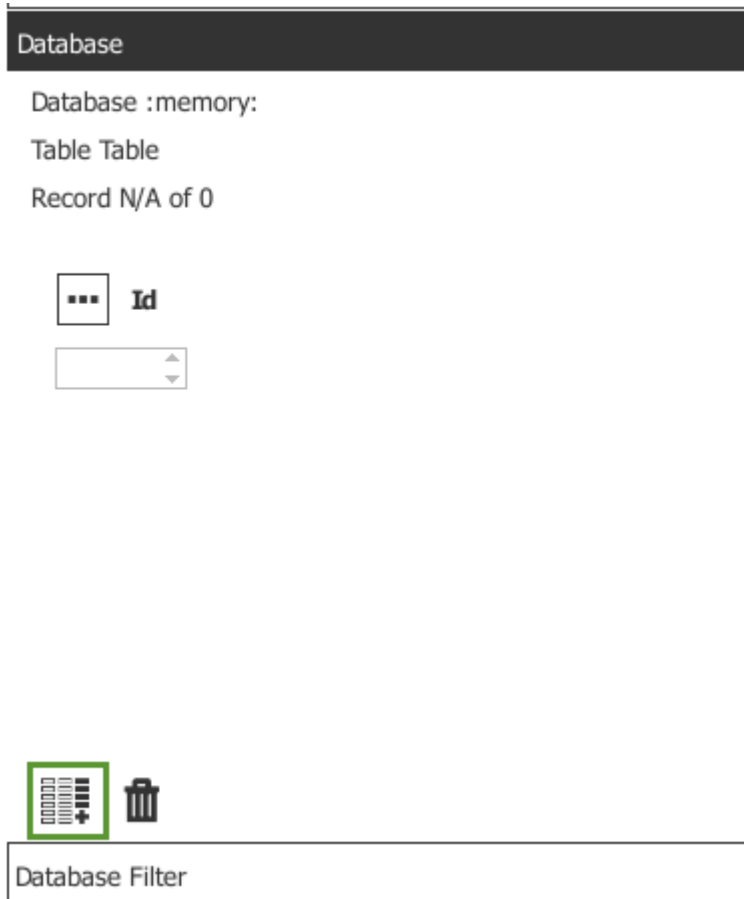 Database
Database :memory:
Table Table
Record N/A of 0
Id
Database Filter